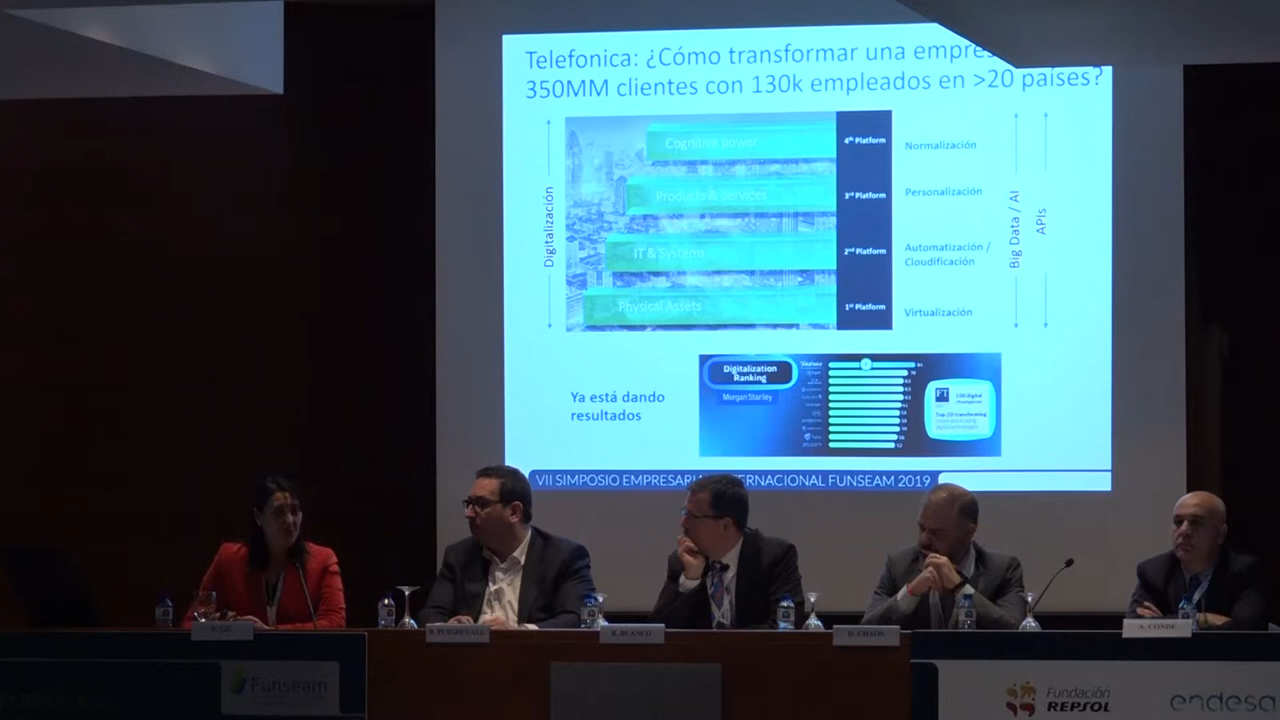 Telefonica: ¿Cómo transformar una empres
350MM clientes con 130k empleados en >20 países?
Digitalización
Cognitive power
4th Platform
Normalización
Products & Services
3rd Platform
Personalización
IT & Systems
2nd Platform
Automatización /
Cloudificación
Physical Assets
1st Platform
Virtualización
Big Data / AI
APIs
Ya está dando
resultados
Digitalization
Ranking
Morgan Stanley
Telefónica
FT
VII SIMPOSIO EMPRESARI INTERNACIONAL FUNSEAM 2019
R. BLANCO
D. CHAOS
A. CONDE
Funseam
Fundación
REPSOL
endesa